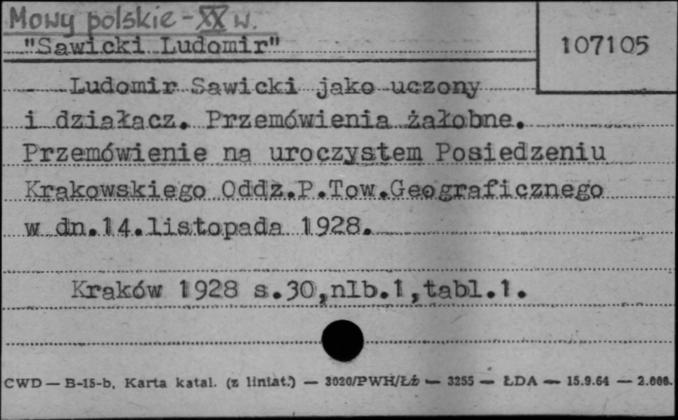 Mowy polskie - XX w.
"Sawicki Ludomir"
107105
Ludomir Sawicki jako uczony
i działacz. Przemówienia żałobne.
Przemówienie na uroczystem Posiedzeniu
Krakowskiego Oddz.P.Tow.Geograficznego
w dn.14.listopada 1928.
Kraków 1928 s.30,nlb.1,tabl.1.
CWD — B-15-b, Karta katal. (z liniat.) — 3020/PWH/Łź — 3255 — ŁDA — 15.9.64 — 2.000.